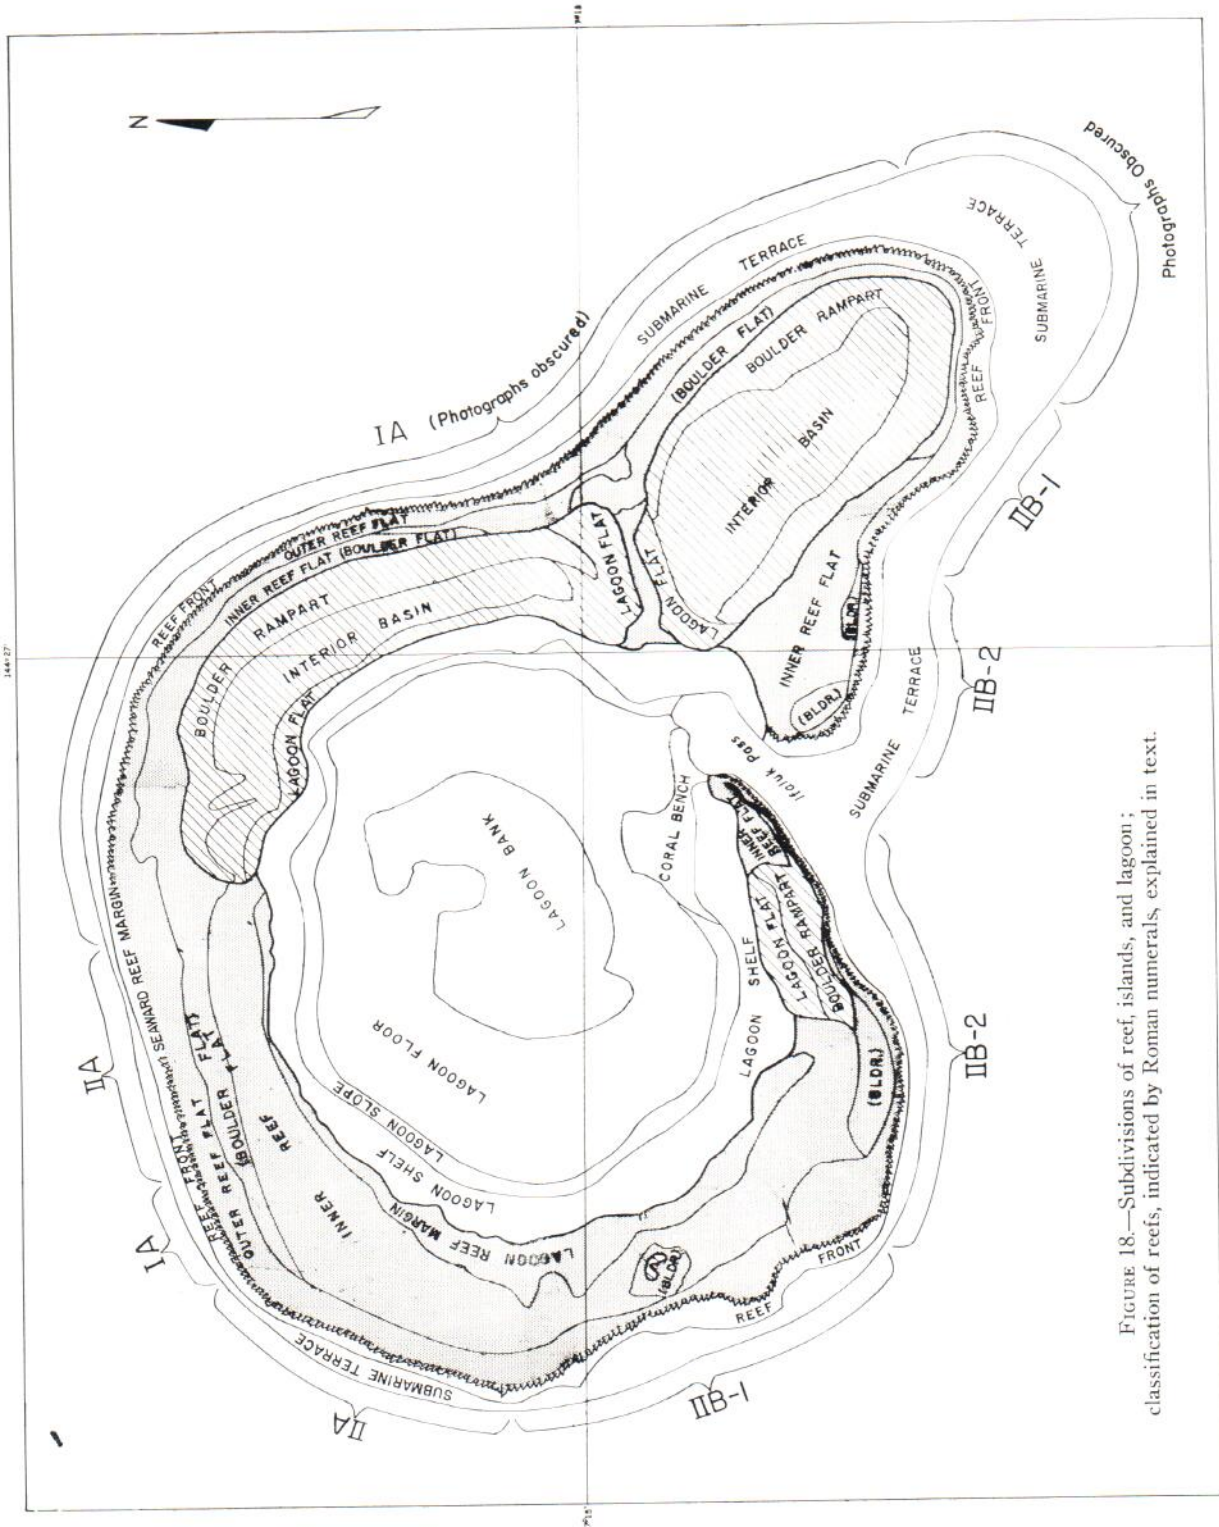 144°27'
N
IA (Photographs obscured)
SUBMARINE TERRACE
Photographs Obscured
SUBMARINE TERRACE
REEF FRONT
OUTER REEF FLAT
INNER REEF FLAT (BOULDER FLAT)
BOULDER RAMPART
INTERIOR BASIN
LAGOON FLAT
LAGOON FLAT
LAGOON FLAT
(BOULDER FLAT)
BOULDER RAMPART
INTERIOR BASIN
INNER REEF FLAT
(BLDR.)
(BLDR.)
REEF FRONT
SUBMARINE TERRACE
IIB-1
IIB-2
SUBMARINE TERRACE
Ifaluk Pass
SEAWARD REEF MARGIN
IIA
IA
REEF FRONT
OUTER REEF FLAT
(BOULDER FLAT)
FLAT
INNER REEF
LAGOON REEF MARGIN
LAGOON SHELF
LAGOON SLOPE
LAGOON FLOOR
LAGOON BANK
CORAL BENCH
LAGOON SHELF
INNER REEF FLAT
LAGOON FLAT
BOULDER RAMPART
(BLDR.)
IIB-2
(A)
(BLDR)
REEF FRONT
SUBMARINE TERRACE
IIA
IIB-1
FIGURE 18.—Subdivisions of reef, islands, and lagoon;
classification of reefs, indicated by Roman numerals, explained in text.